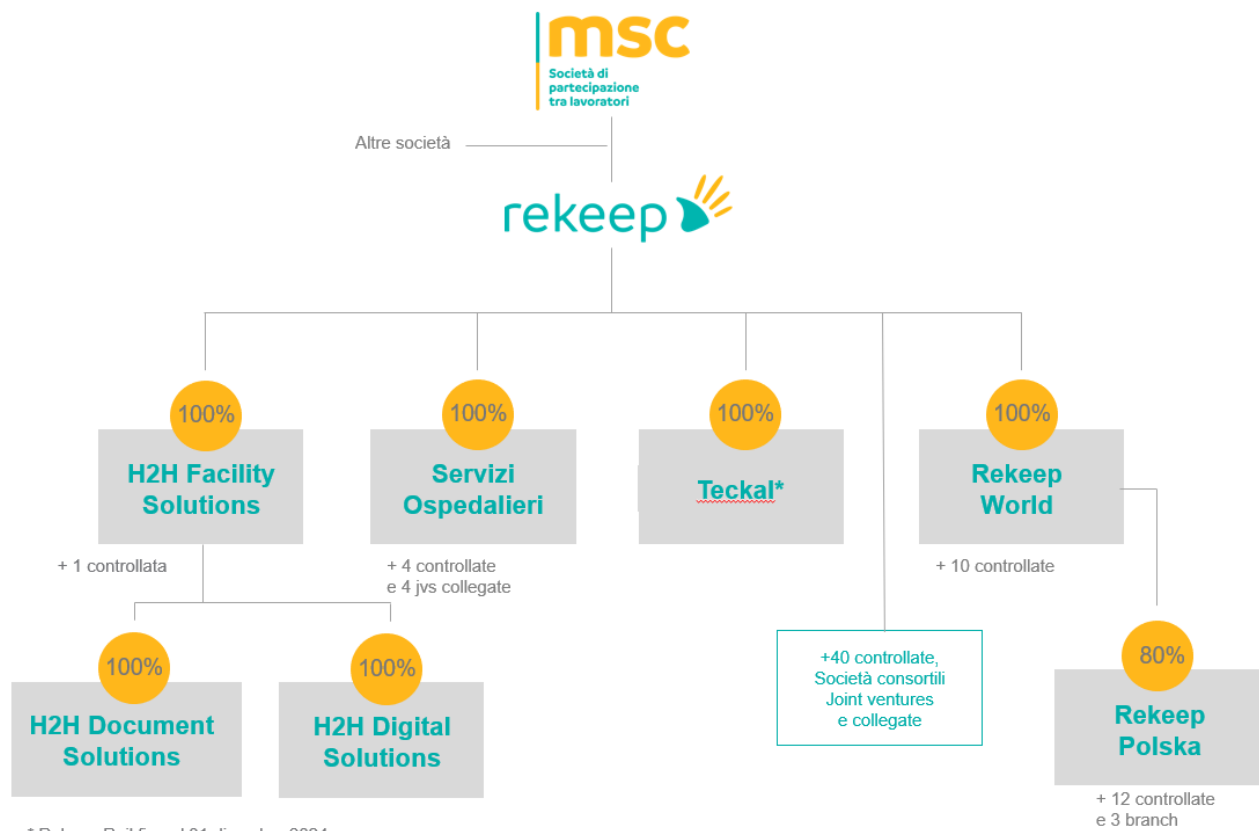 msc
Società di
partecipazione
tra lavoratori
Altre società
rekeep
100%
100%
100%
100%
H2H Facility
Solutions
Servizi
Ospedalieri
Teckal*
Rekeep
World
+ 1 controllata
+ 4 controllate
e 4 jvs collegate
+ 10 controllate
100%
100%
+40 controllate,
Società consortili
Joint ventures
e collegate
80%
H2H Document
Solutions
H2H Digital
Solutions
Rekeep
Polska
+ 12 controllate
e 3 branch